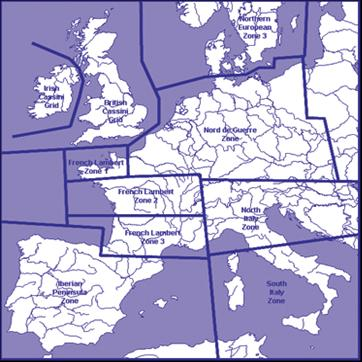 Northern
European
Zone 3
Irish
Cassini
Grid
British
Cassini
Grid
Nord de Guerre
Zone
French Lambert
Zone 1
French Lambert
Zone 2
French Lambert
Zone 3
North
Italy
Zone
Iberian
Peninsula
Zone
South
Italy
Zone